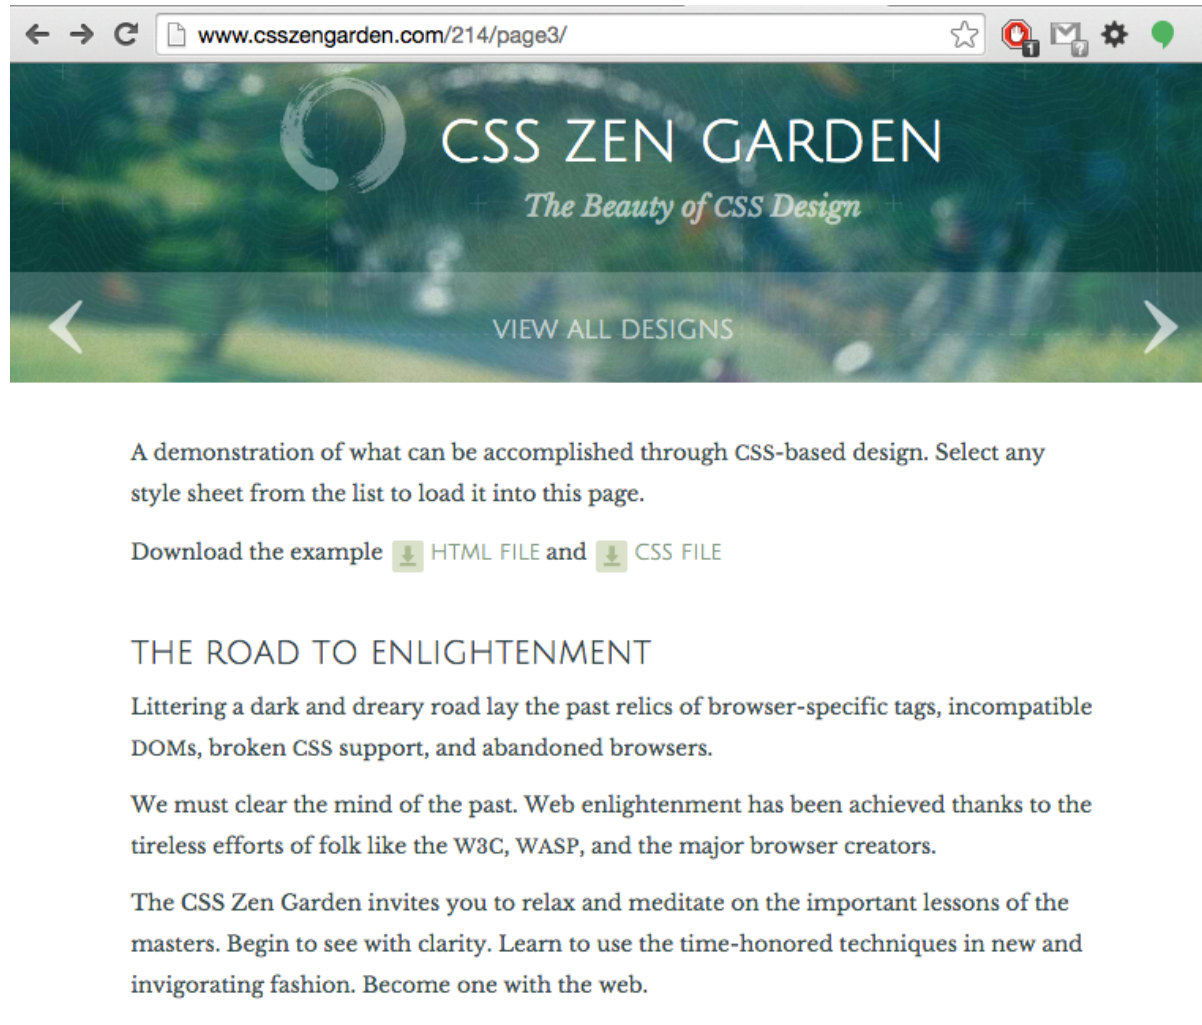 www.csszengarden.com/214/page3/
1
?
CSS ZEN GARDEN
The Beauty of CSS Design
VIEW ALL DESIGNS
A demonstration of what can be accomplished through CSS-based design. Select any
style sheet from the list to load it into this page.
Download the example HTML FILE and CSS FILE
THE ROAD TO ENLIGHTENMENT
Littering a dark and dreary road lay the past relics of browser-specific tags, incompatible
DOMs, broken CSS support, and abandoned browsers.
We must clear the mind of the past. Web enlightenment has been achieved thanks to the
tireless efforts of folk like the W3C, WASP, and the major browser creators.
The CSS Zen Garden invites you to relax and meditate on the important lessons of the
masters. Begin to see with clarity. Learn to use the time-honored techniques in new and
invigorating fashion. Become one with the web.